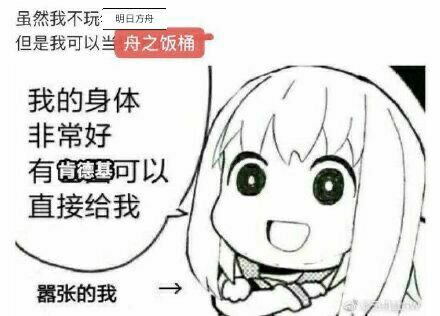 虽然我不玩明日方舟
但是我可以当舟之饭桶
我的身体
非常好
有肯德基可以
直接给我
嚣张的我 →